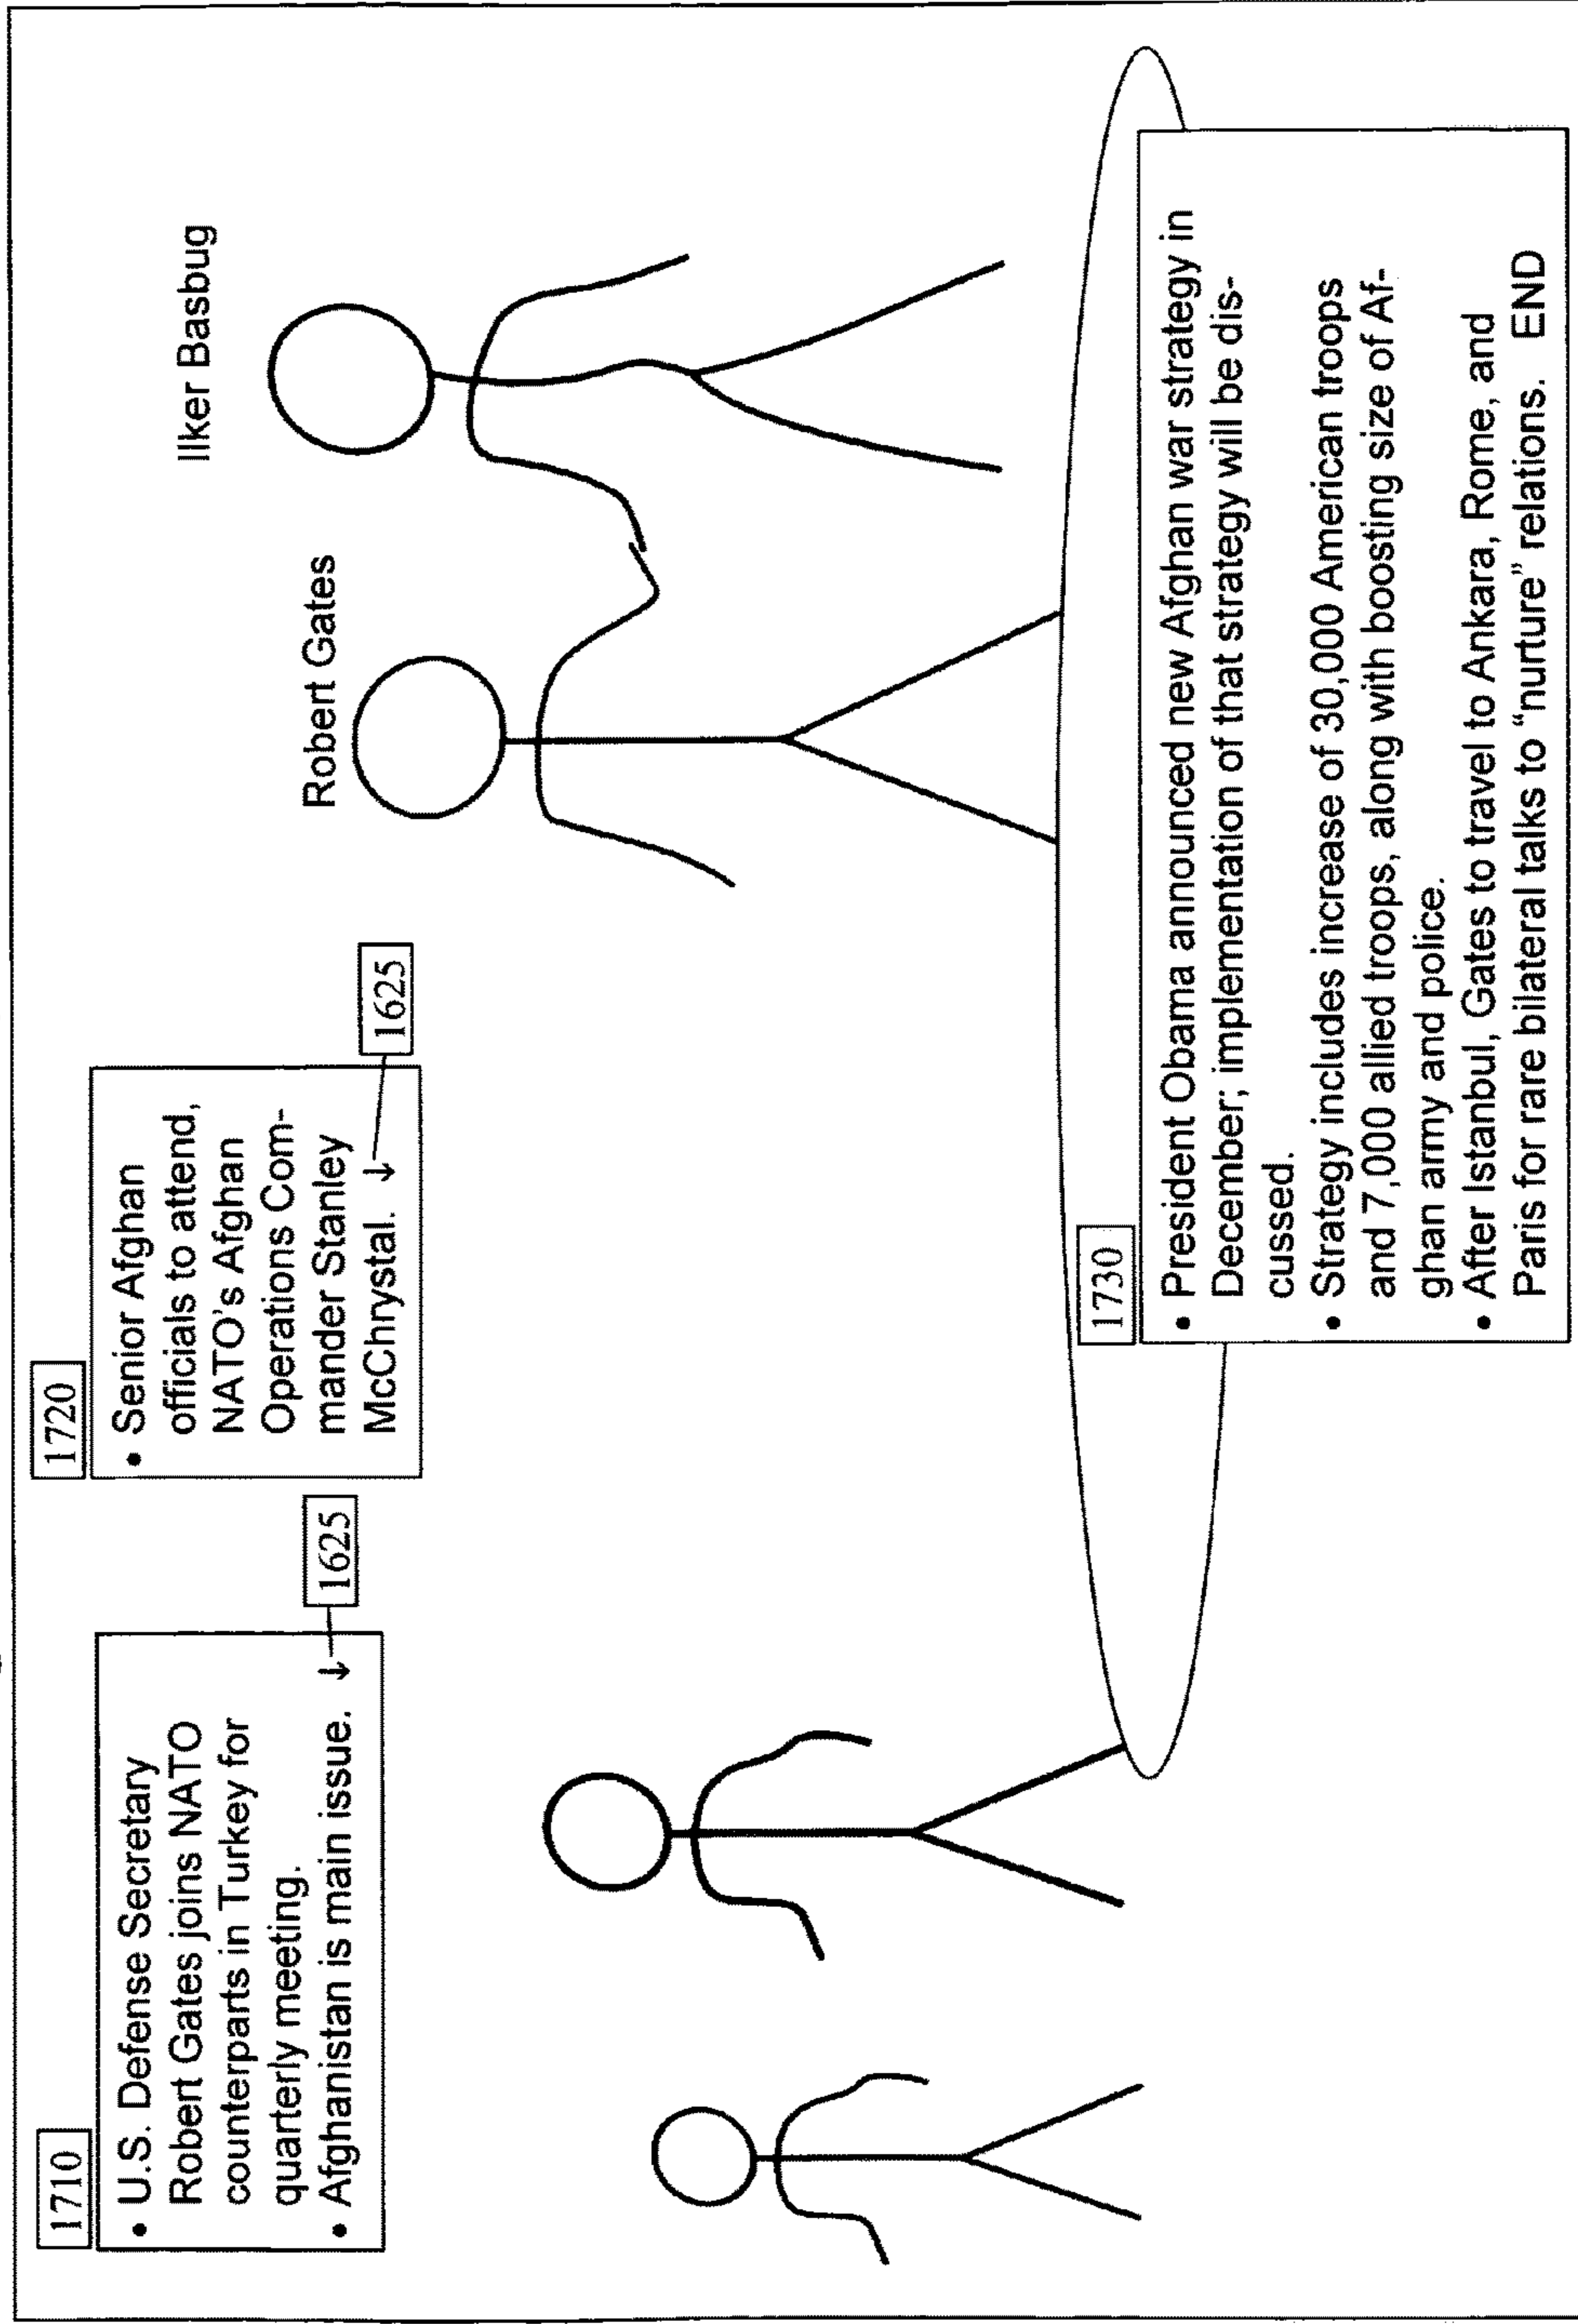 1710
• U.S. Defense Secretary
Robert Gates joins NATO
counterparts in Turkey for
quarterly meeting.
• Afghanistan is main issue. ↓
1625
1720
• Senior Afghan
officials to attend,
NATO's Afghan
Operations Com-
mander Stanley
McChrystal. ↓
1625
Robert Gates
Ilker Basbug
1730
• President Obama announced new Afghan war strategy in
December; implementation of that strategy will be dis-
cussed.
• Strategy includes increase of 30,000 American troops
and 7,000 allied troops, along with boosting size of Af-
ghan army and police.
• After Istanbul, Gates to travel to Ankara, Rome, and
Paris for rare bilateral talks to “nurture” relations. END